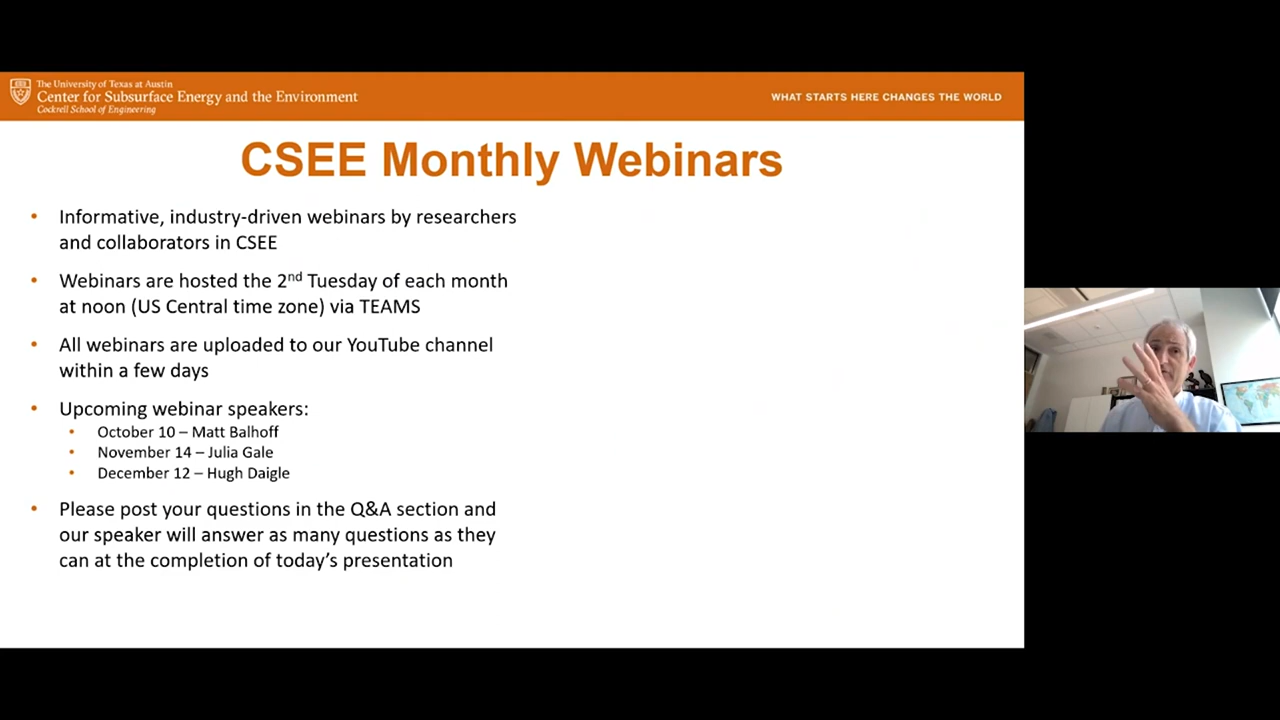 The University of Texas at Austin
Center for Subsurface Energy and the Environment
Cockrell School of Engineering
WHAT STARTS HERE CHANGES THE WORLD
CSEE Monthly Webinars
• Informative, industry-driven webinars by researchers
and collaborators in CSEE
• Webinars are hosted the 2nd Tuesday of each month
at noon (US Central time zone) via TEAMS
• All webinars are uploaded to our YouTube channel
within a few days
• Upcoming webinar speakers:
• October 10 – Matt Balhoff
• November 14 – Julia Gale
• December 12 – Hugh Daigle
• Please post your questions in the Q&A section and
our speaker will answer as many questions as they
can at the completion of today's presentation